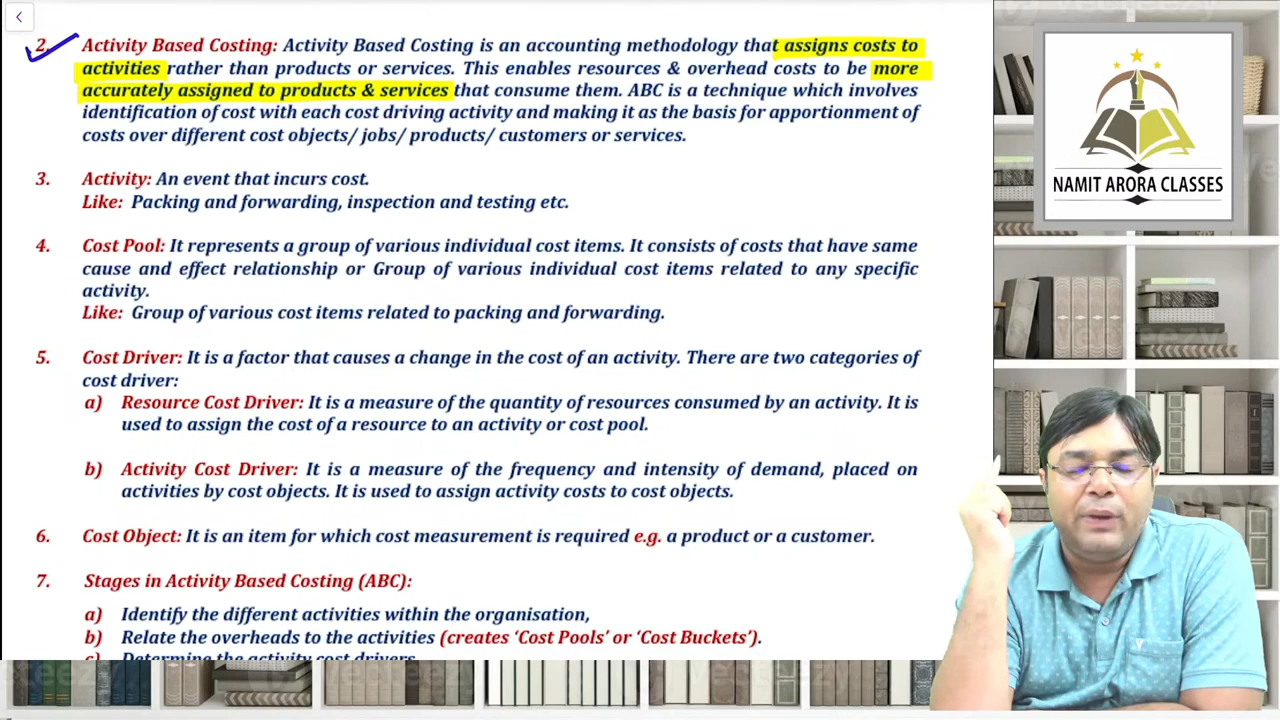 2. Activity Based Costing: Activity Based Costing is an accounting methodology that assigns costs to
activities rather than products or services. This enables resources & overhead costs to be more
accurately assigned to products & services that consume them. ABC is a technique which involves
identification of cost with each cost driving activity and making it as the basis for apportionment of
costs over different cost objects/ jobs/ products/ customers or services.
3. Activity: An event that incurs cost.
Like: Packing and forwarding, inspection and testing etc.
4. Cost Pool: It represents a group of various individual cost items. It consists of costs that have same
cause and effect relationship or Group of various individual cost items related to any specific
activity.
Like: Group of various cost items related to packing and forwarding.
5. Cost Driver: It is a factor that causes a change in the cost of an activity. There are two categories of
cost driver:
a) Resource Cost Driver: It is a measure of the quantity of resources consumed by an activity. It is
used to assign the cost of a resource to an activity or cost pool.
b) Activity Cost Driver: It is a measure of the frequency and intensity of demand, placed on
activities by cost objects. It is used to assign activity costs to cost objects.
6. Cost Object: It is an item for which cost measurement is required e.g. a product or a customer.
7. Stages in Activity Based Costing (ABC):
a) Identify the different activities within the organisation,
b) Relate the overheads to the activities (creates ‘Cost Pools’ or ‘Cost Buckets’).
c) Determine the activity cost drivers
NAMIT ARORA CLASSES